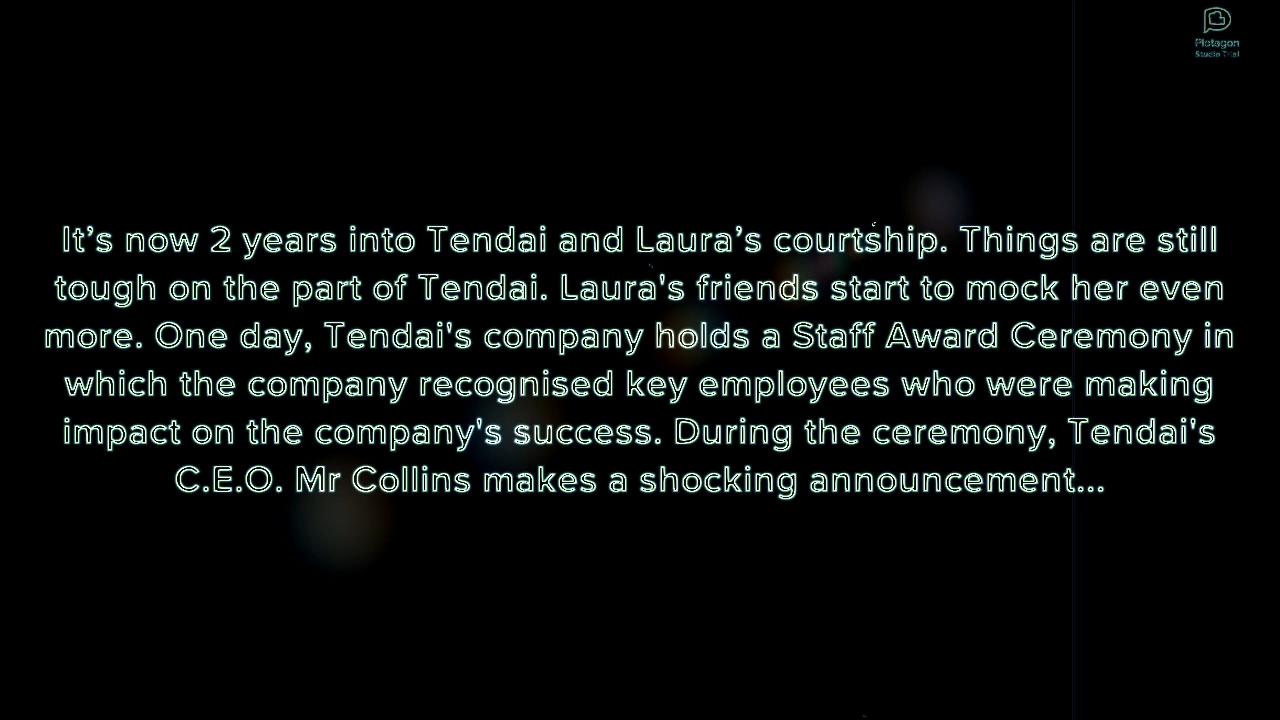 Plotagon
Studio Trial
It’s now 2 years into Tendai and Laura’s courtship. Things are still
tough on the part of Tendai. Laura's friends start to mock her even
more. One day, Tendai's company holds a Staff Award Ceremony in
which the company recognised key employees who were making
impact on the company's success. During the ceremony, Tendai's
C.E.O. Mr Collins makes a shocking announcement...